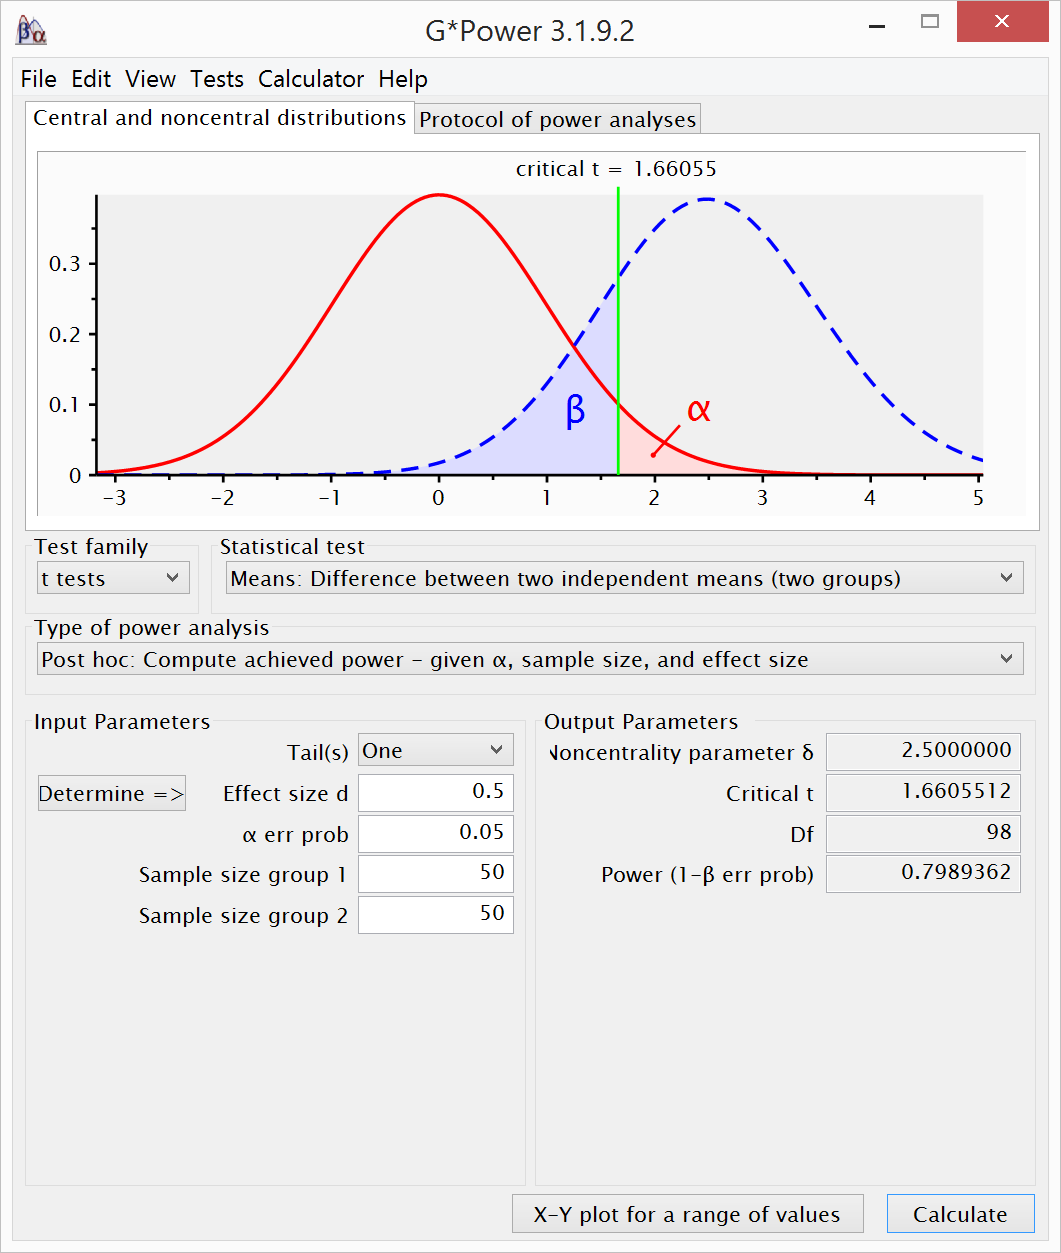 βα
G*Power 3.1.9.2
File Edit View Tests Calculator Help
Central and noncentral distributions Protocol of power analyses
critical t = 1.66055
0.3
0.2
0.1
0
β
α
-3 -2 -1 0 1 2 3 4 5
Test family
t tests
Statistical test
Means: Difference between two independent means (two groups)
Type of power analysis
Post hoc: Compute achieved power - given α, sample size, and effect size
Input Parameters
Tail(s) One
Determine => Effect size d 0.5
α err prob 0.05
Sample size group 1 50
Sample size group 2 50
Output Parameters
Noncentrality parameter δ 2.5000000
Critical t 1.6605512
Df 98
Power (1-β err prob) 0.7989362
X-Y plot for a range of values
Calculate